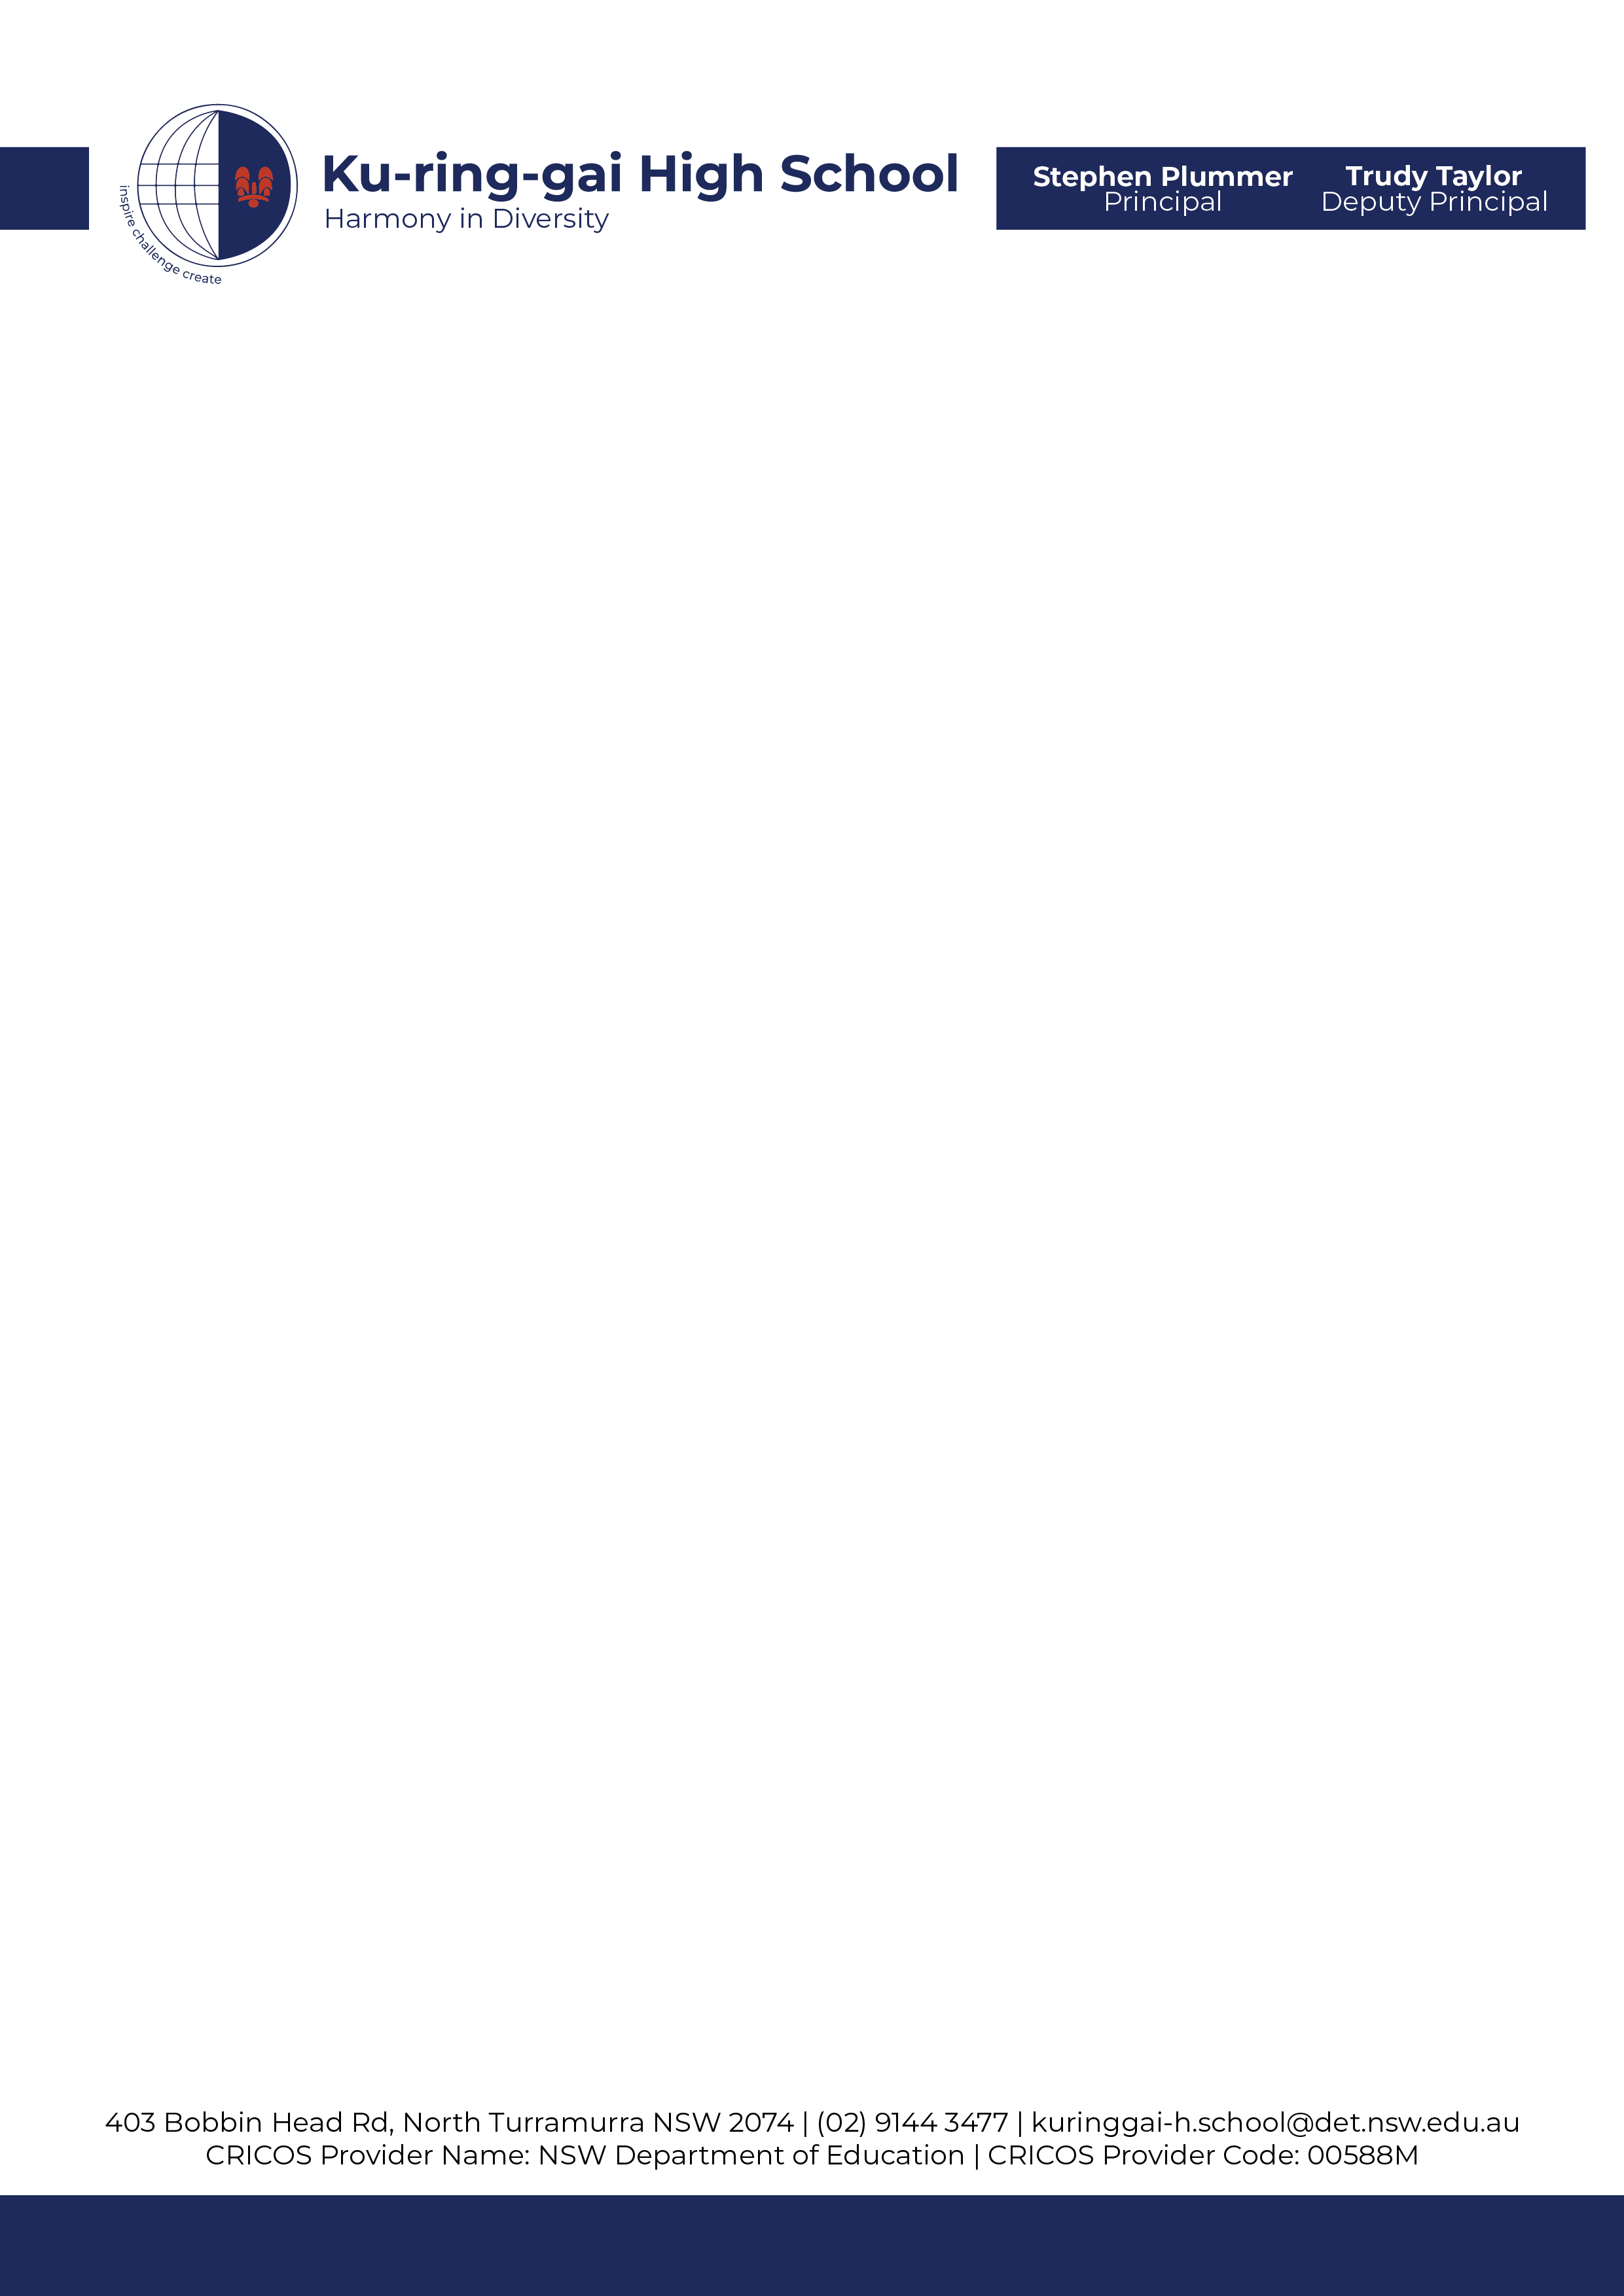 Ku-ring-gai High School
Harmony in Diversity
inspire challenge create
Stephen Plummer
Principal
Trudy Taylor
Deputy Principal
403 Bobbin Head Rd, North Turramurra NSW 2074 | (02) 9144 3477 | kuringgai-h.school@det.nsw.edu.au
CRICOS Provider Name: NSW Department of Education | CRICOS Provider Code: 00588M